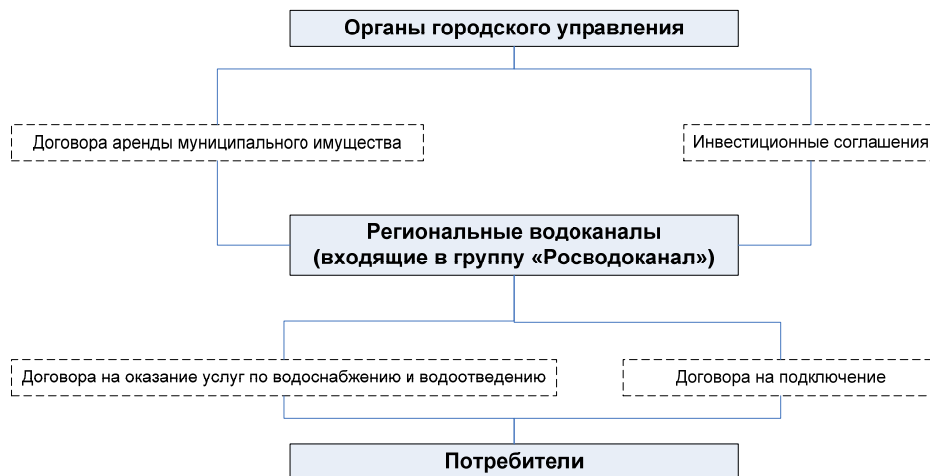 Органы городского управления
Договора аренды муниципального имущества
Инвестиционные соглашения
Региональные водоканалы
(входящие в группу «Росводоканал»)
Договора на оказание услуг по водоснабжению и водоотведению
Договора на подключение
Потребители